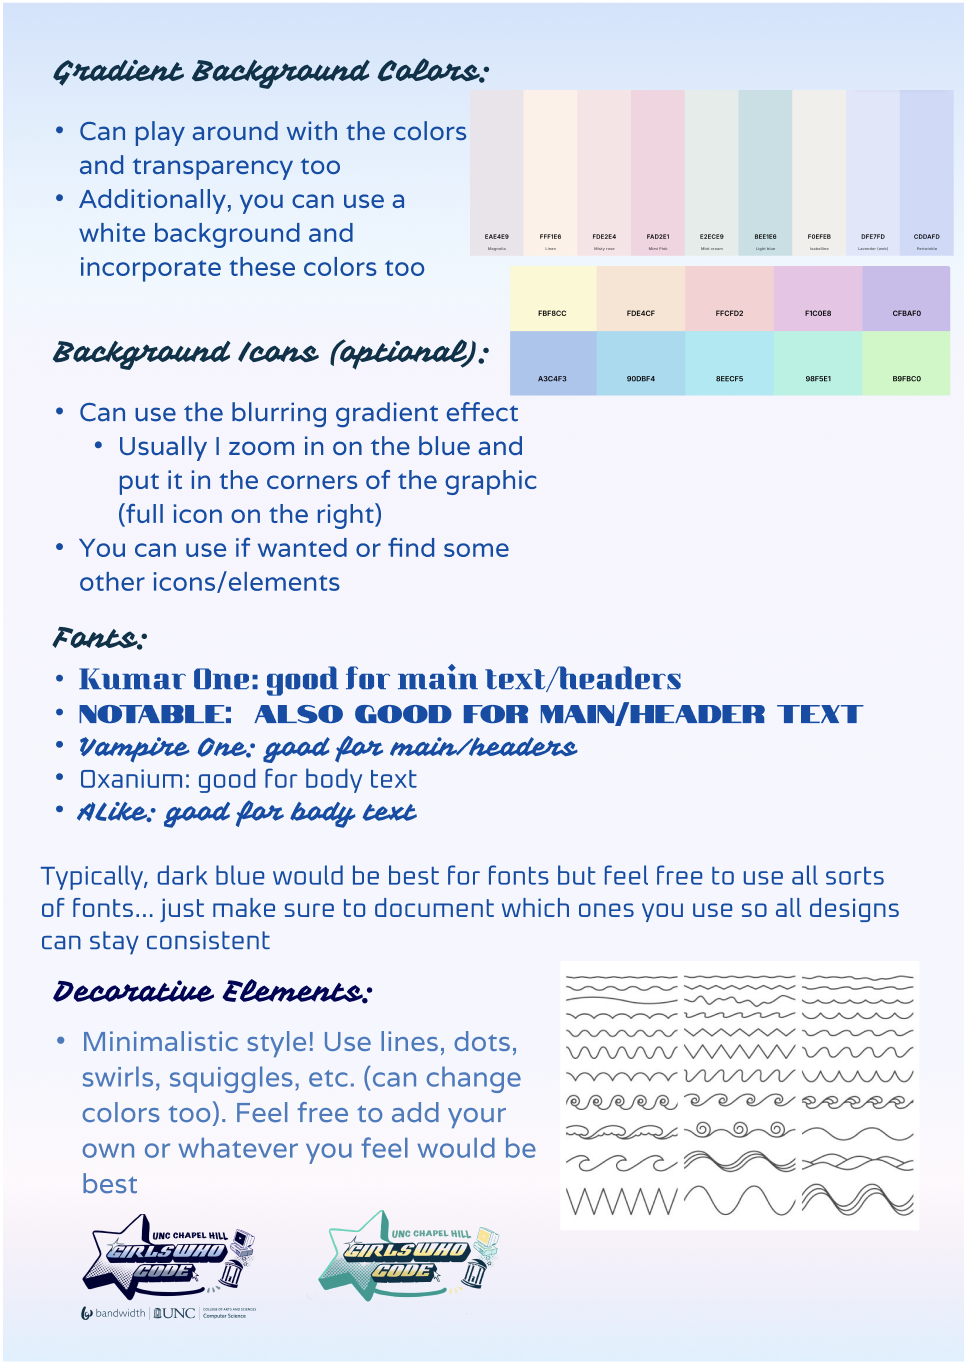 Gradient Background Colors:
• Can play around with the colors
and transparency too
• Additionally, you can use a
white background and
incorporate these colors too
EAE4E9 FFF1E6 FDE2E4 FAD2E1 E2ECE9 BEE1E6 F0EFEB DFE7FD CDDAFD
Magnolia Linen Misty rose Mimi Pink Mint cream Light blue Isabelline Lavender (web) Periwinkle
FBF8CC FDE4CF FFCFD2 F1C0E8 CFBAF0
A3C4F3 90DBF4 8EECF5 98F5E1 B9FBC0
Background Icons (optional):
• Can use the blurring gradient effect
• Usually I zoom in on the blue and
put it in the corners of the graphic
(full icon on the right)
• You can use if wanted or find some
other icons/elements
Fonts:
• Kumar One: good for main text/headers
• NOTABLE: ALSO GOOD FOR MAIN/HEADER TEXT
• Vampire One: good for main/headers
• Oxanium: good for body text
• ALike: good for body text
Typically, dark blue would be best for fonts but feel free to use all sorts
of fonts... just make sure to document which ones you use so all designs
can stay consistent
Decorative Elements:
• Minimalistic style! Use lines, dots,
swirls, squiggles, etc. (can change
colors too). Feel free to add your
own or whatever you feel would be
best
UNC CHAPEL HILL
GIRLS WHO
CODE
bandwidth UNC COLLEGE OF ARTS AND SCIENCES
Computer Science
UNC CHAPEL HILL
GIRLS WHO
CODE